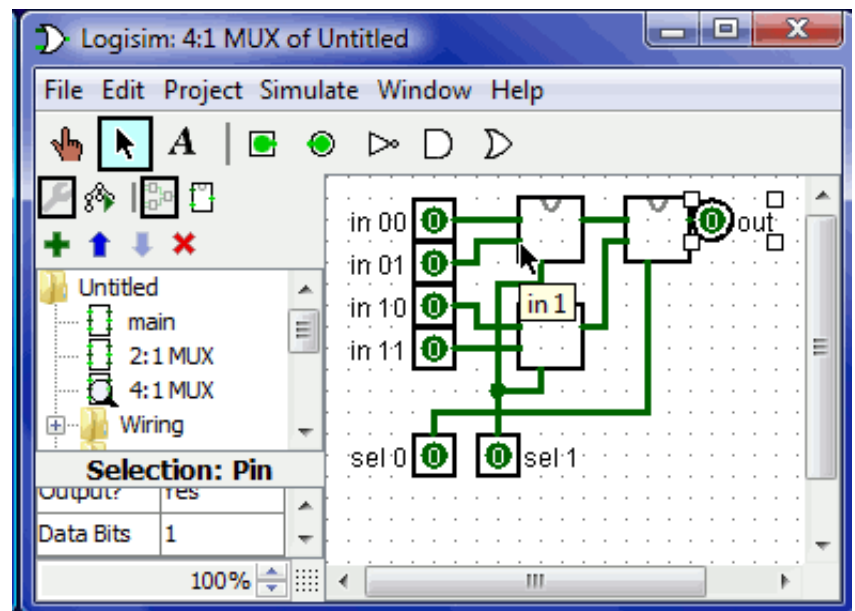 Logisim: 4:1 MUX of Untitled
File Edit Project Simulate Window Help
A
in 00 0
in 01 0
in 10 0
in 11 0
0 out
in 1
sel 0 0
0 sel 1
Untitled
main
2:1 MUX
4:1 MUX
Wiring
Selection: Pin
Output? Yes
Data Bits 1
100%